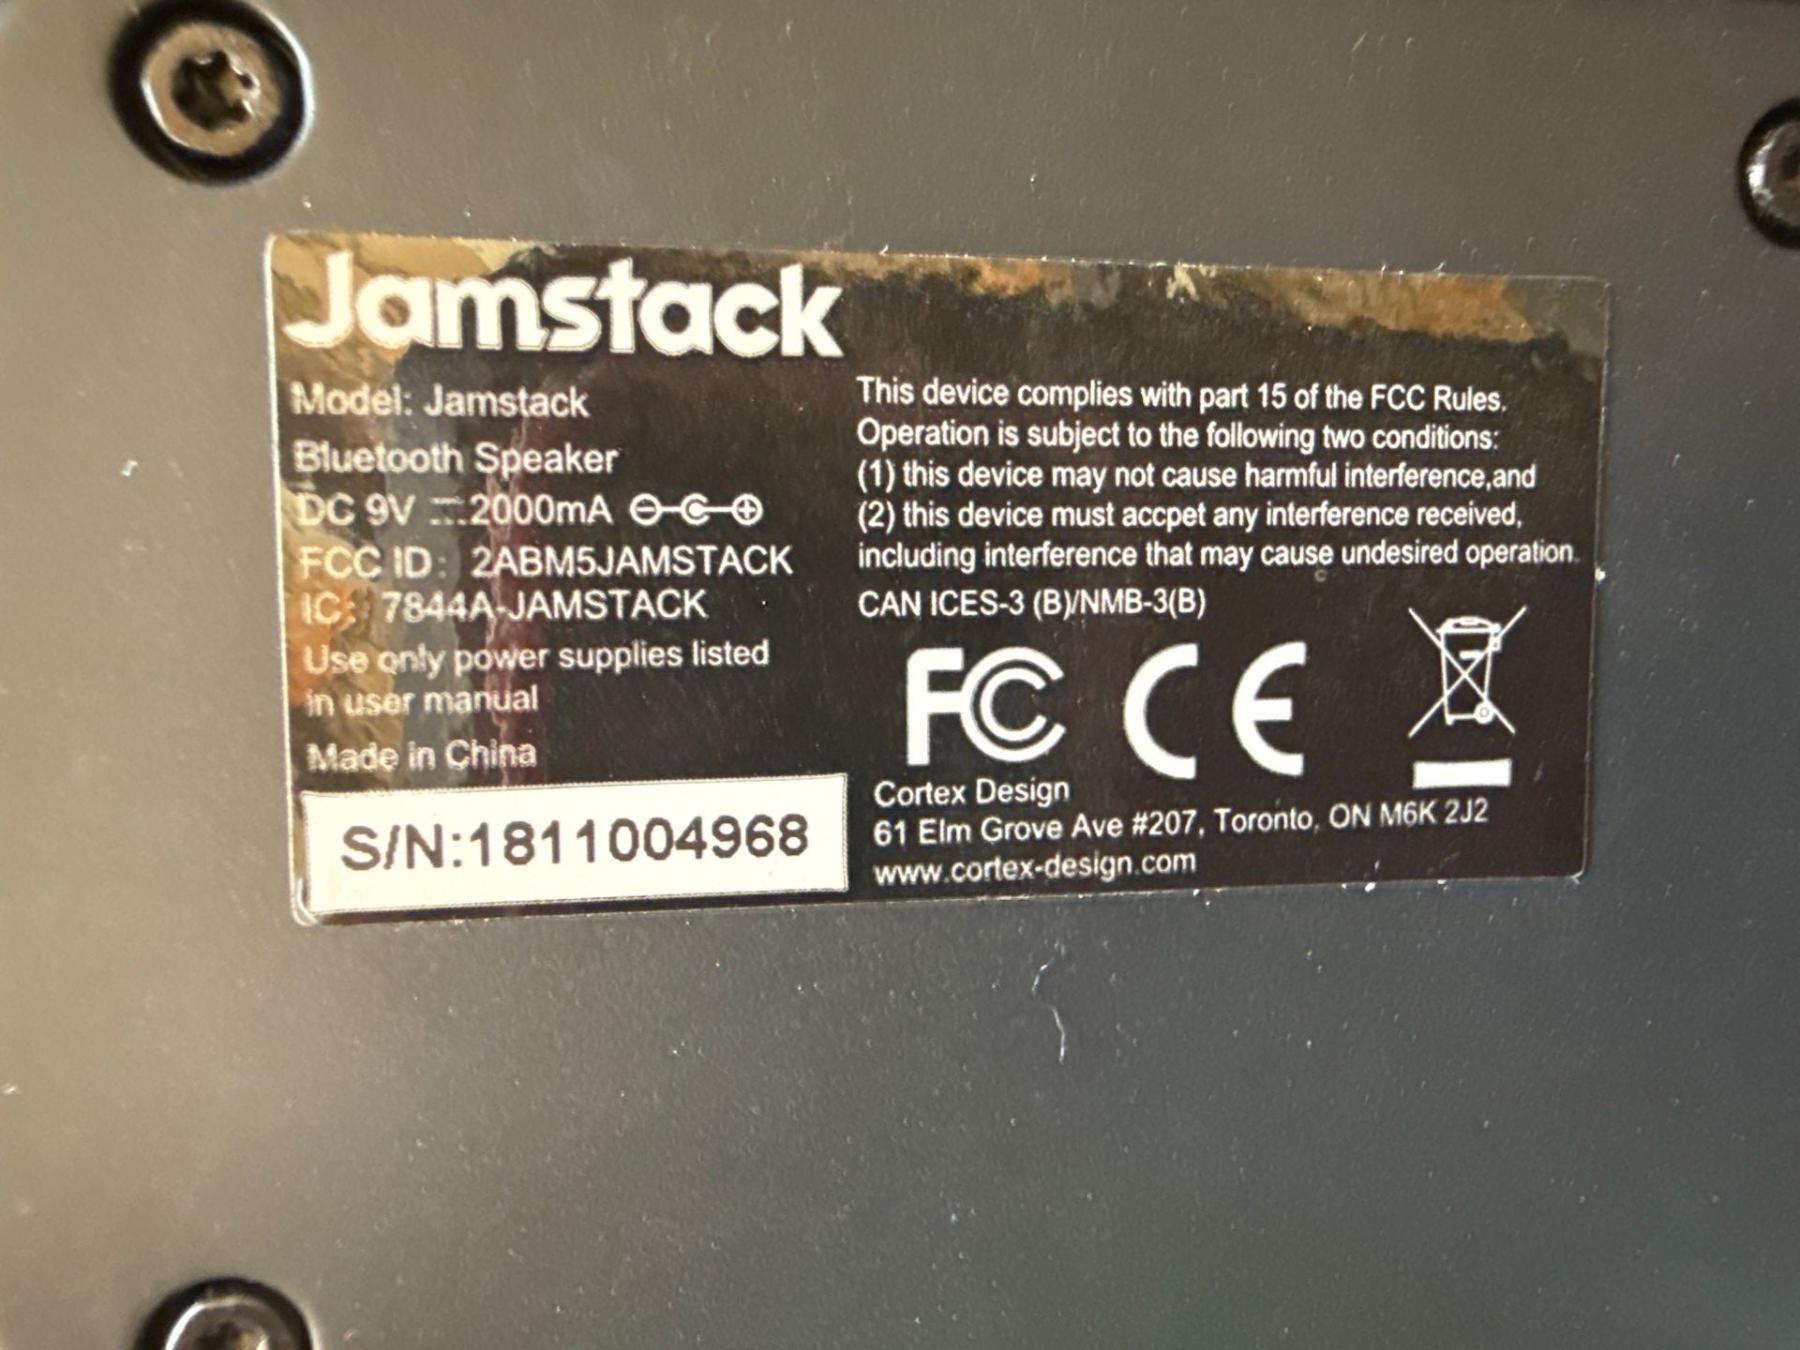 Jamstack
Model: Jamstack
Bluetooth Speaker
DC 9V ⎓ 2000mA
FCC ID: 2ABM5JAMSTACK
IC: 7844A-JAMSTACK
Use only power supplies listed
in user manual
Made in China
S/N:1811004968
This device complies with part 15 of the FCC Rules.
Operation is subject to the following two conditions:
(1) this device may not cause harmful interference,and
(2) this device must accpet any interference received,
including interference that may cause undesired operation.
CAN ICES-3 (B)/NMB-3(B)
FC CE
Cortex Design
61 Elm Grove Ave #207, Toronto, ON M6K 2J2
www.cortex-design.com